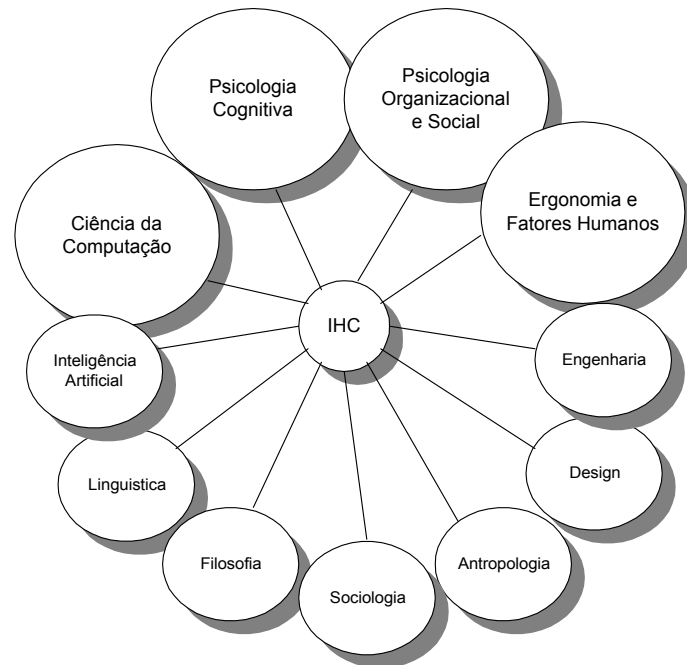 Psicologia
Cognitiva
Psicologia
Organizacional
e Social
Ergonomia e
Fatores Humanos
Ciência da
Computação
IHC
Inteligência
Artificial
Engenharia
Linguistica
Design
Filosofia
Antropologia
Sociologia